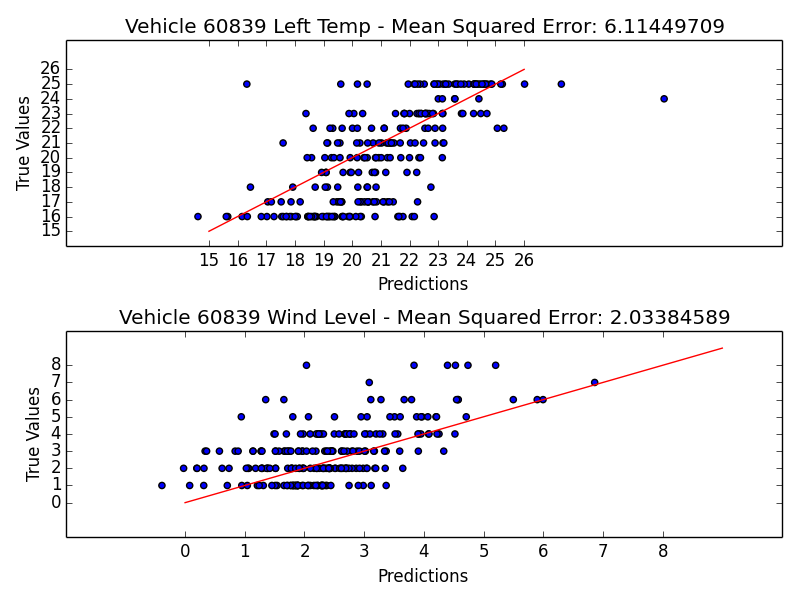 Vehicle 60839 Left Temp - Mean Squared Error: 6.11449709
True Values
26
25
24
23
22
21
20
19
18
17
16
15
15 16 17 18 19 20 21 22 23 24 25 26
Predictions
Vehicle 60839 Wind Level - Mean Squared Error: 2.03384589
True Values
8
7
6
5
4
3
2
1
0
0 1 2 3 4 5 6 7 8
Predictions